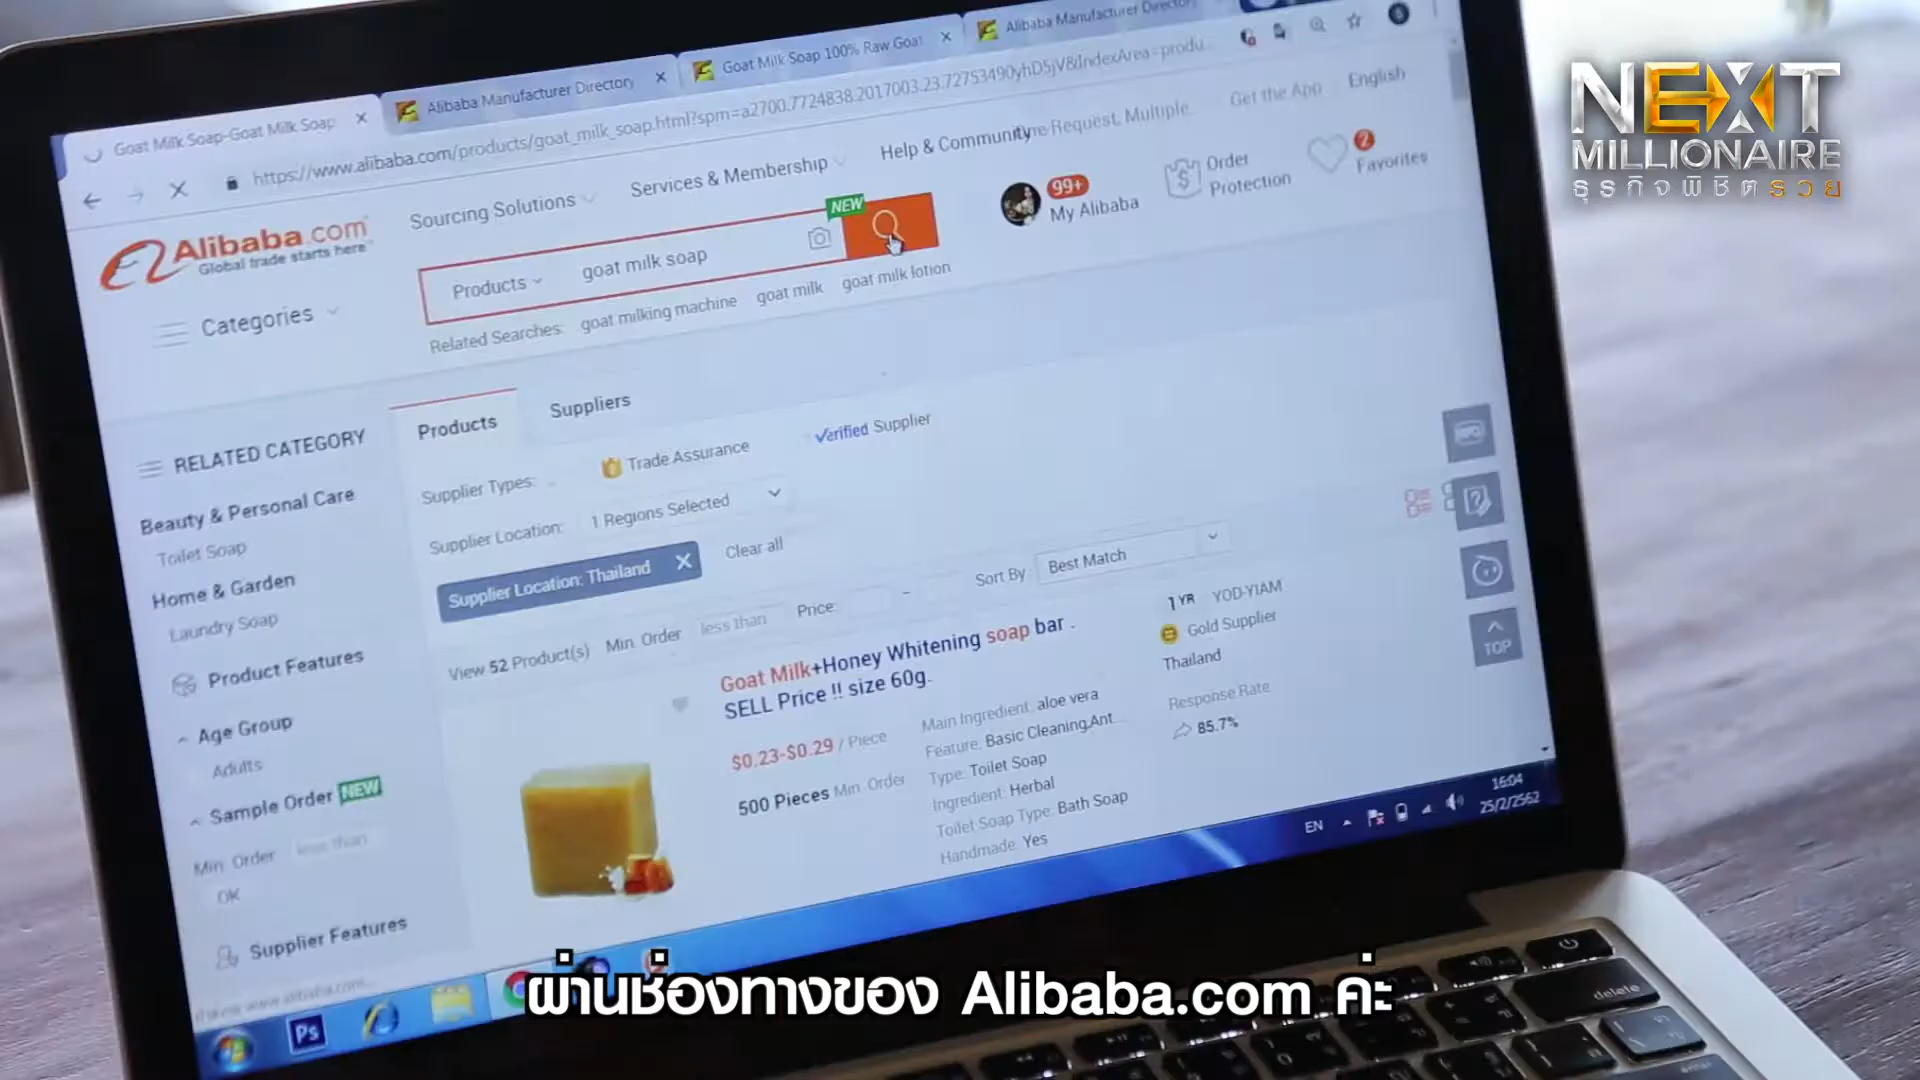 Goat Milk Soap-Goat Milk Soap
Alibaba Manufacturer Directory
Goat Milk Soap 100% Raw Goat
Alibaba Manufacturer Directory
https://www.alibaba.com/products/goat_milk_soap.html?spm=a2700.7724838.2017003.23.72753490yhD5jV&IndexArea=produ
NEXT
MILLIONAIRE
ธุรกิจพิชิตรวย
Sourcing Solutions
Services & Membership
Help & Community
Request, Multiple
Get the App
English
Alibaba.com
Global trade starts here
Categories
NEW
Products
goat milk soap
99+
My Alibaba
Order
Protection
2
Favorites
Related Searches:
goat milking machine
goat milk
goat milk lotion
RELATED CATEGORY
Beauty & Personal Care
Toilet Soap
Home & Garden
Laundry Soap
Product Features
Age Group
Adults
Sample Order NEW
Min. Order
less than
OK
Supplier Features
Products
Suppliers
Supplier Types:
Trade Assurance
Verified Supplier
Supplier Location:
1 Regions Selected
Supplier Location: Thailand
Clear all
View 52 Product(s)
Min. Order
less than
Price:
-
Sort By
Best Match
Goat Milk+Honey Whitening soap bar .
SELL Price !! size 60g.
$0.23-$0.29 / Piece
500 Pieces Min. Order
Main Ingredient: aloe vera
Feature: Basic Cleaning,Ant...
Type: Toilet Soap
Ingredient: Herbal
Toilet Soap Type: Bath Soap
Handmade: Yes
1 YR
YOD-YIAM
Gold Supplier
Thailand
Response Rate
85.7%
TOP
EN
16:04
25/2/2562
Ps
delete
ผ่านช่องทางของ Alibaba.com ค่ะ